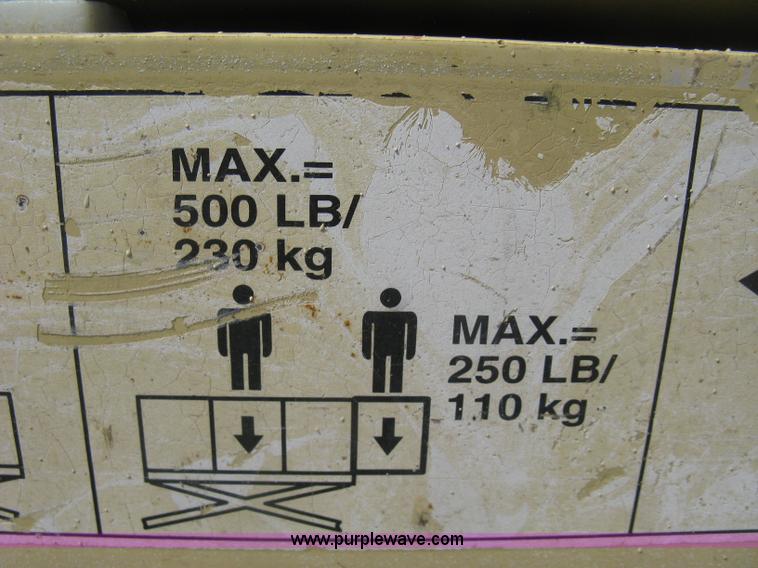 MAX.=
500 LB/
230 kg
MAX.=
250 LB/
110 kg
www.purplewave.com